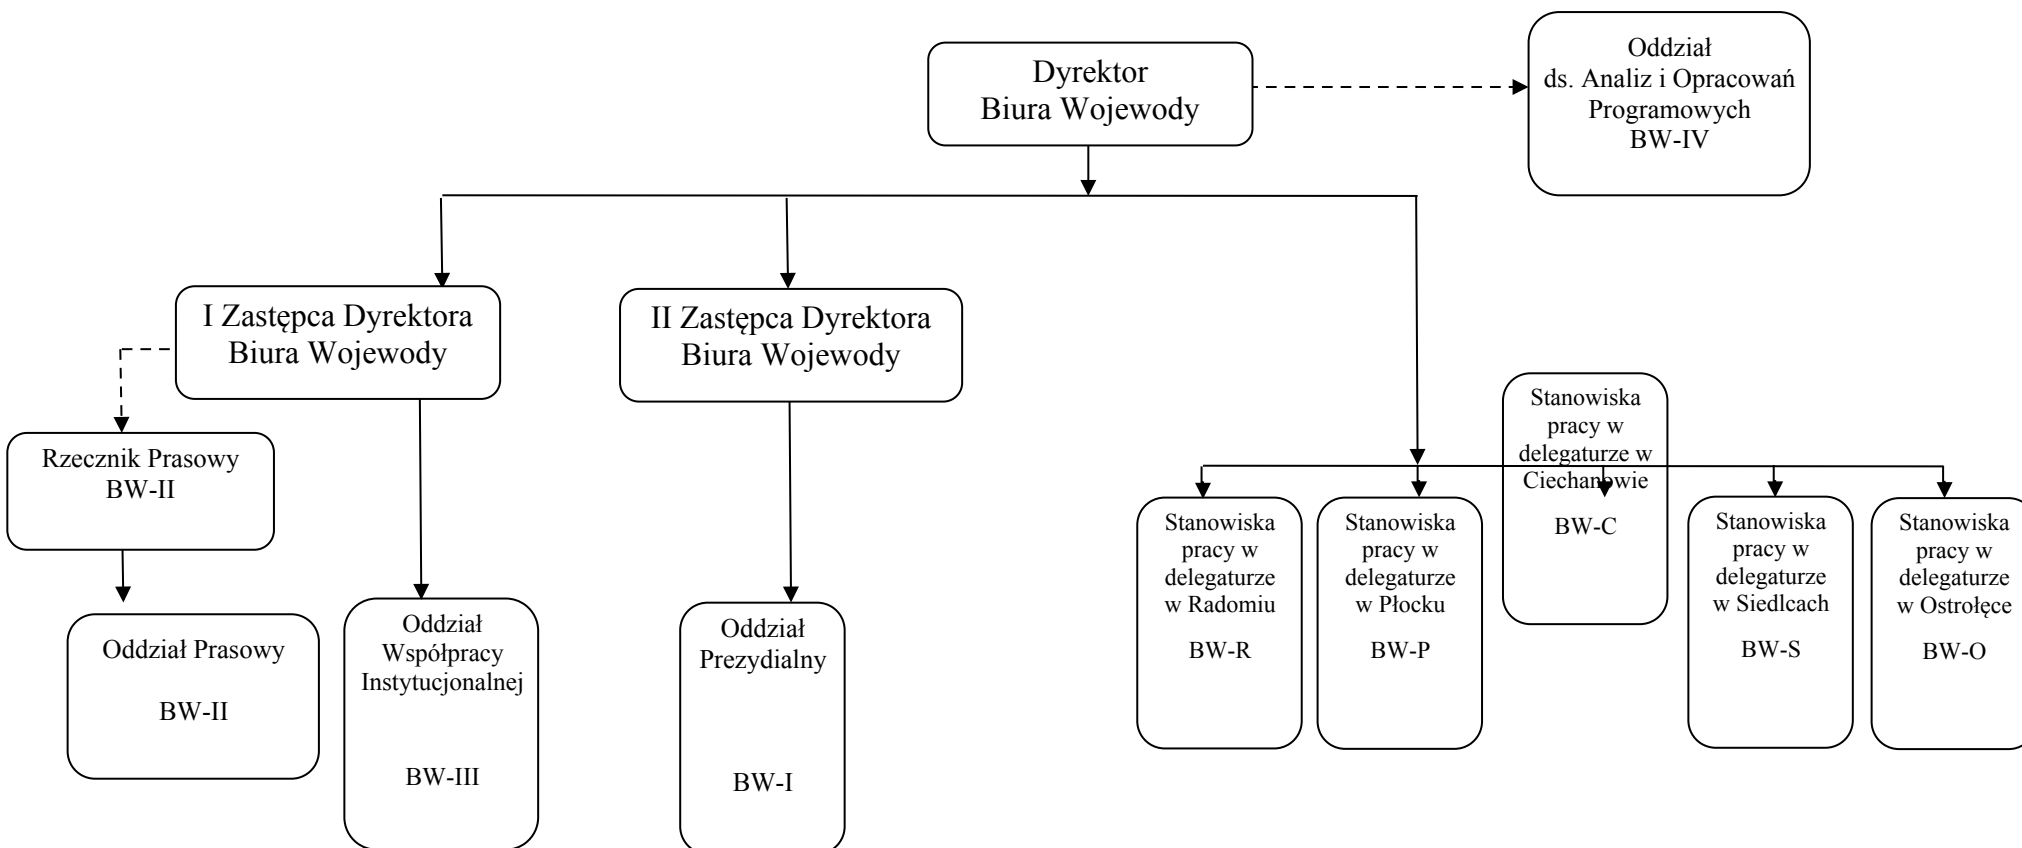 Oddział
ds. Analiz i Opracowań
Programowych
BW-IV
Dyrektor
Biura Wojewody
I Zastępca Dyrektora
Biura Wojewody
II Zastępca Dyrektora
Biura Wojewody
Rzecznik Prasowy
BW-II
Oddział Prasowy
BW-II
Oddział
Współpracy
Instytucjonalnej
BW-III
Oddział
Prezydialny
BW-I
Stanowiska
pracy w
delegaturze
w Radomiu
BW-R
Stanowiska
pracy w
delegaturze
w Płocku
BW-P
Stanowiska
pracy w
delegaturze w
Ciechanowie
BW-C
Stanowiska
pracy w
delegaturze
w Siedlcach
BW-S
Stanowiska
pracy w
delegaturze
w Ostrołęce
BW-O